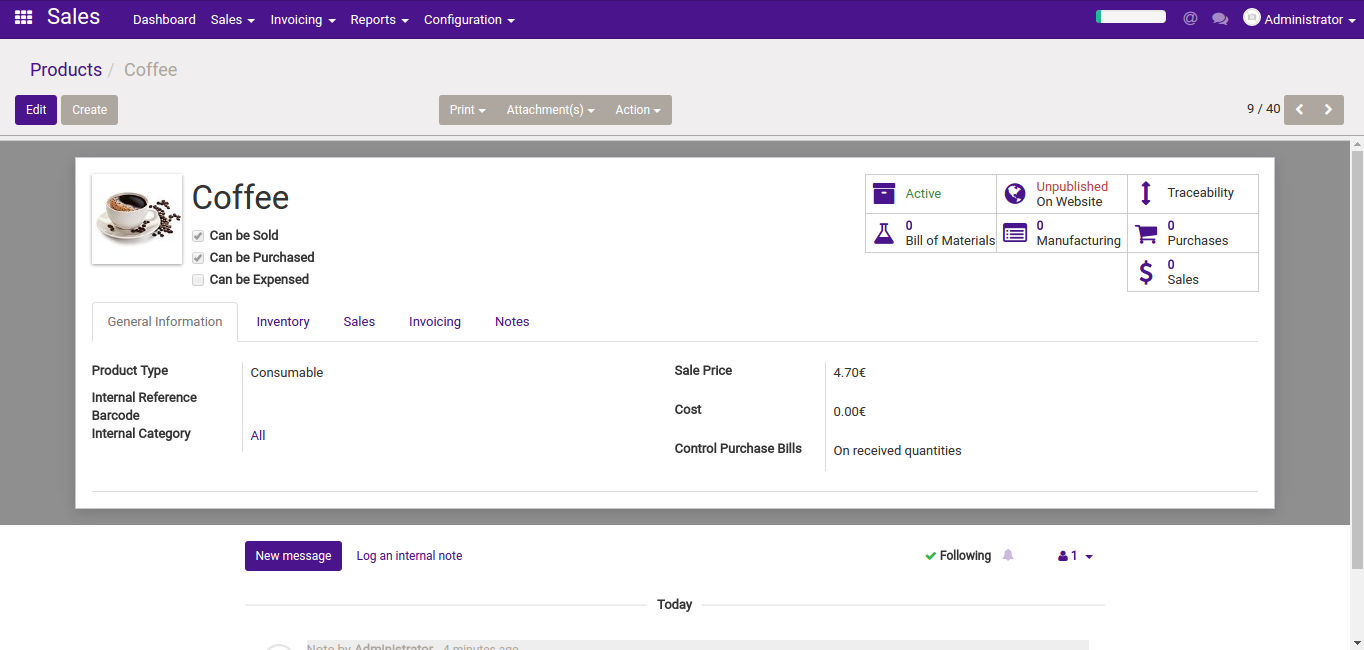 Sales Dashboard Sales Invoicing Reports Configuration @ Administrator
Products / Coffee
Edit Create Print Attachment(s) Action 9 / 40
Coffee
Can be Sold
Can be Purchased
Can be Expensed
Active
Unpublished
On Website
Traceability
0
Bill of Materials
0
Manufacturing
0
Purchases
$ 0
Sales
General Information Inventory Sales Invoicing Notes
Product Type Consumable
Internal Reference
Barcode
Internal Category All
Sale Price 4.70€
Cost 0.00€
Control Purchase Bills On received quantities
New message Log an internal note Following 1
Today
Note by Administrator - 4 minutes ago